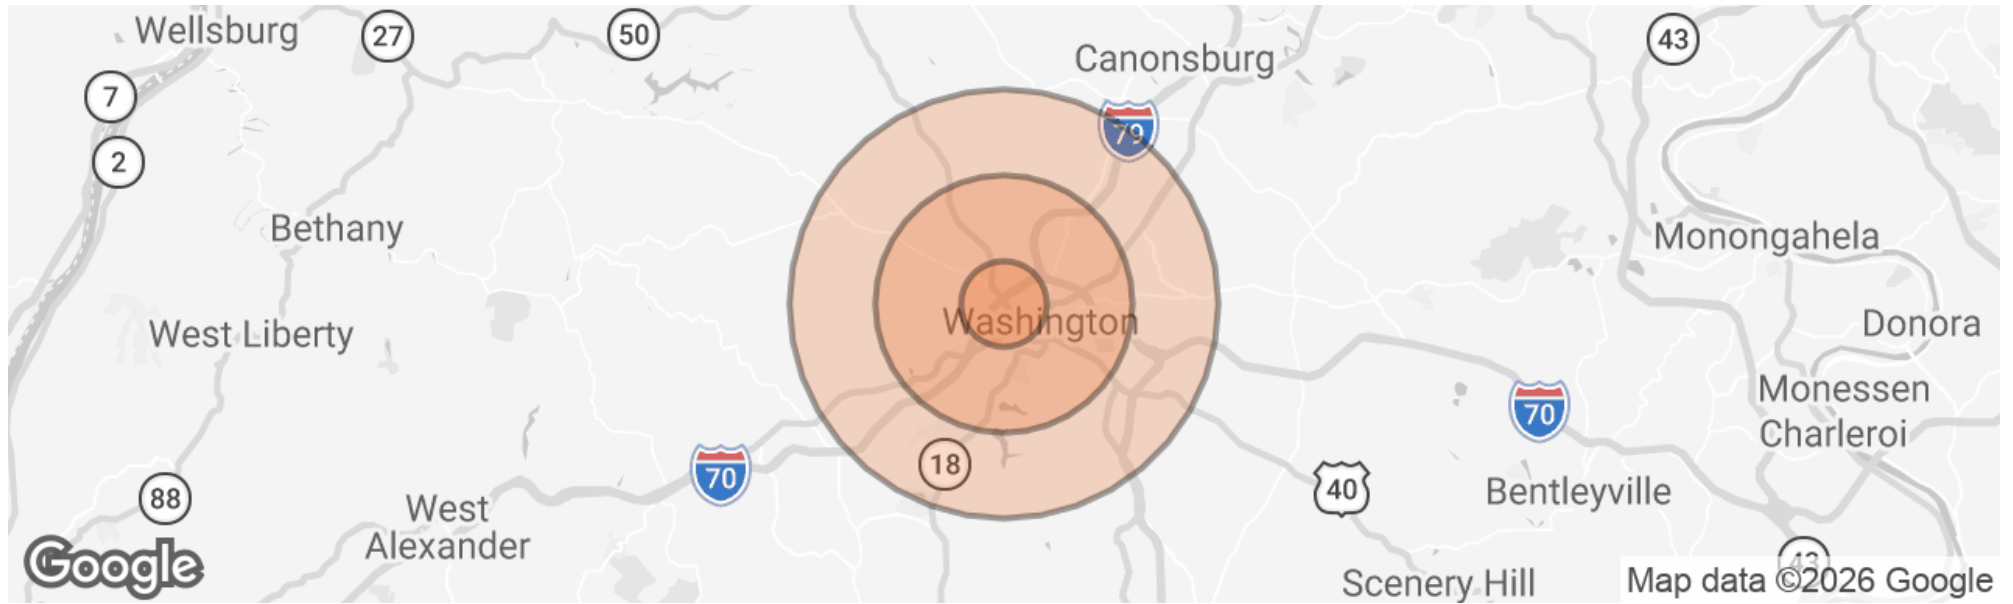 Wellsburg
27
50
43
Canonsburg
7
79
2
Bethany
Monongahela
Washington
West Liberty
Donora
Monessen
Charleroi
70
18
70
88
40
Bentleyville
West
Alexander
43
Google
Scenery Hill
Map data ©2026 Google